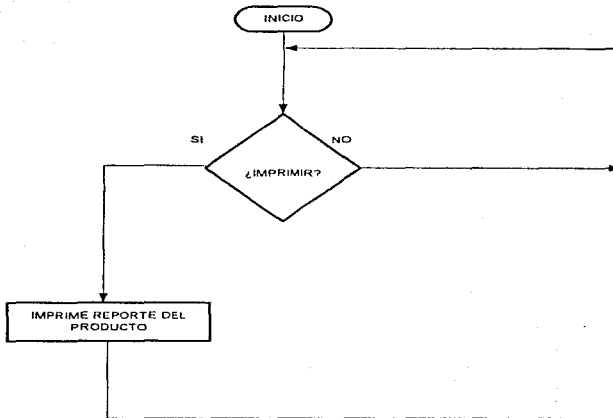 INICIO
SI
NO
¿IMPRIMIR?
IMPRIME REPORTE DEL
PRODUCTO